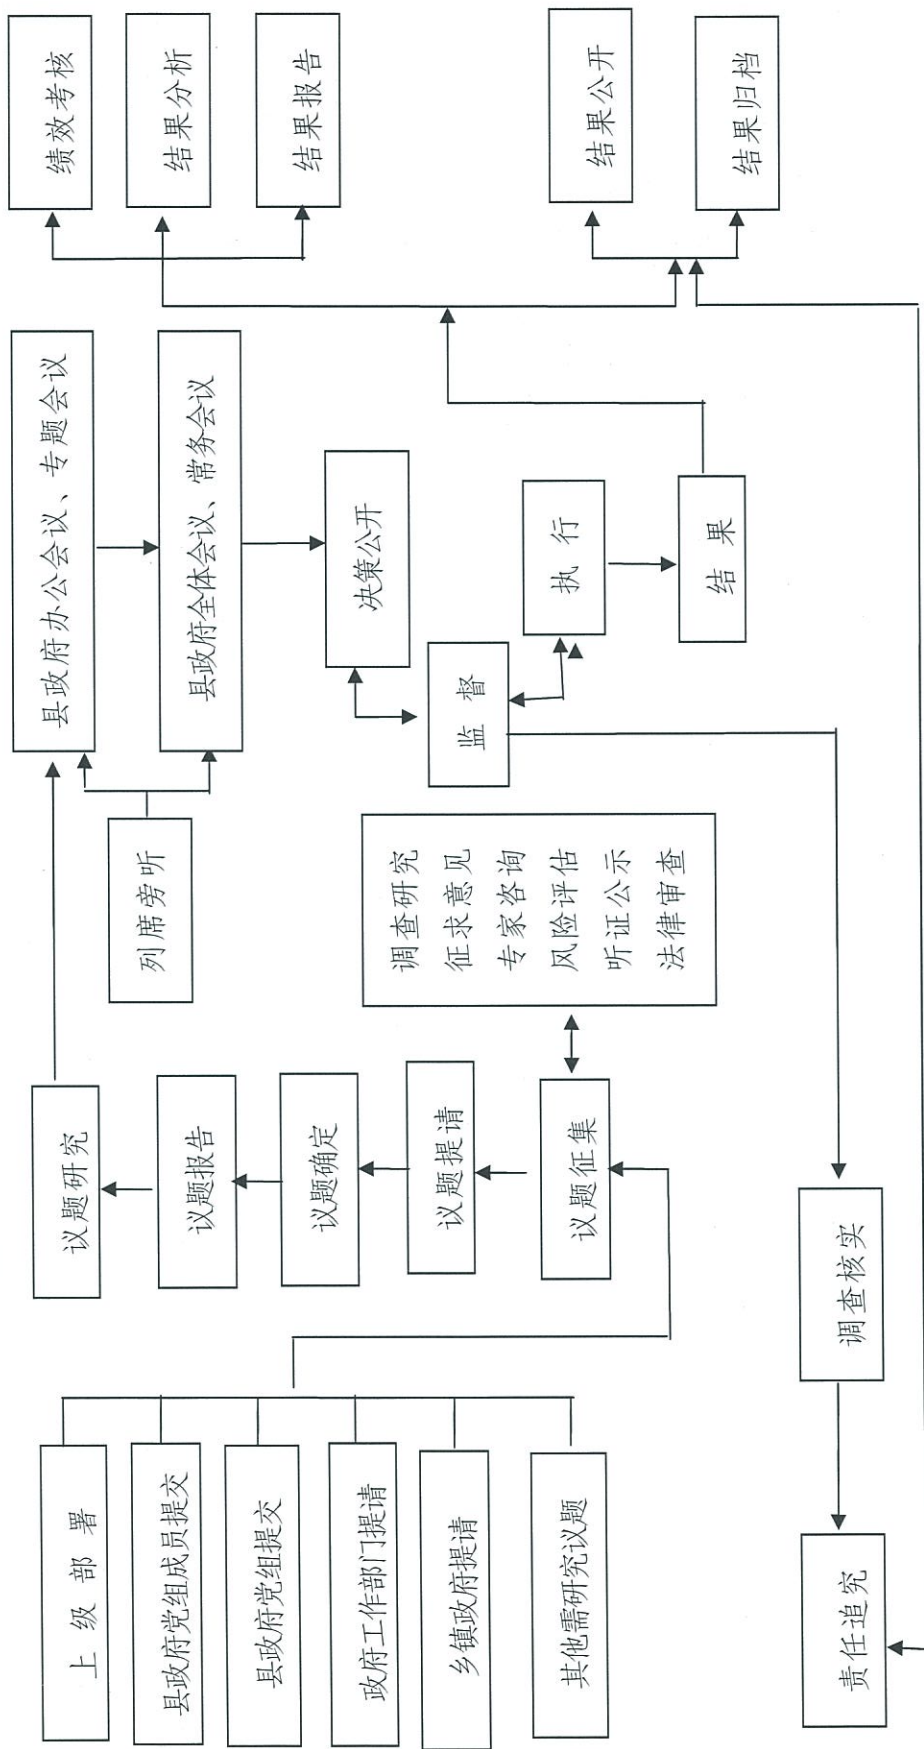 上级部署
县政府党组成员提交
县政府党组提交
政府工作部门提请
乡镇政府提请
其他需研究议题
议题研究
议题报告
议题确定
议题提请
议题征集
调查研究
征求意见
专家咨询
风险评估
听证公示
法律审查
列席旁听
县政府办公会议、专题会议
县政府全体会议、常务会议
决策公开
监督
执行
结果
绩效考核
结果分析
结果报告
结果公开
结果归档
调查核实
责任追究